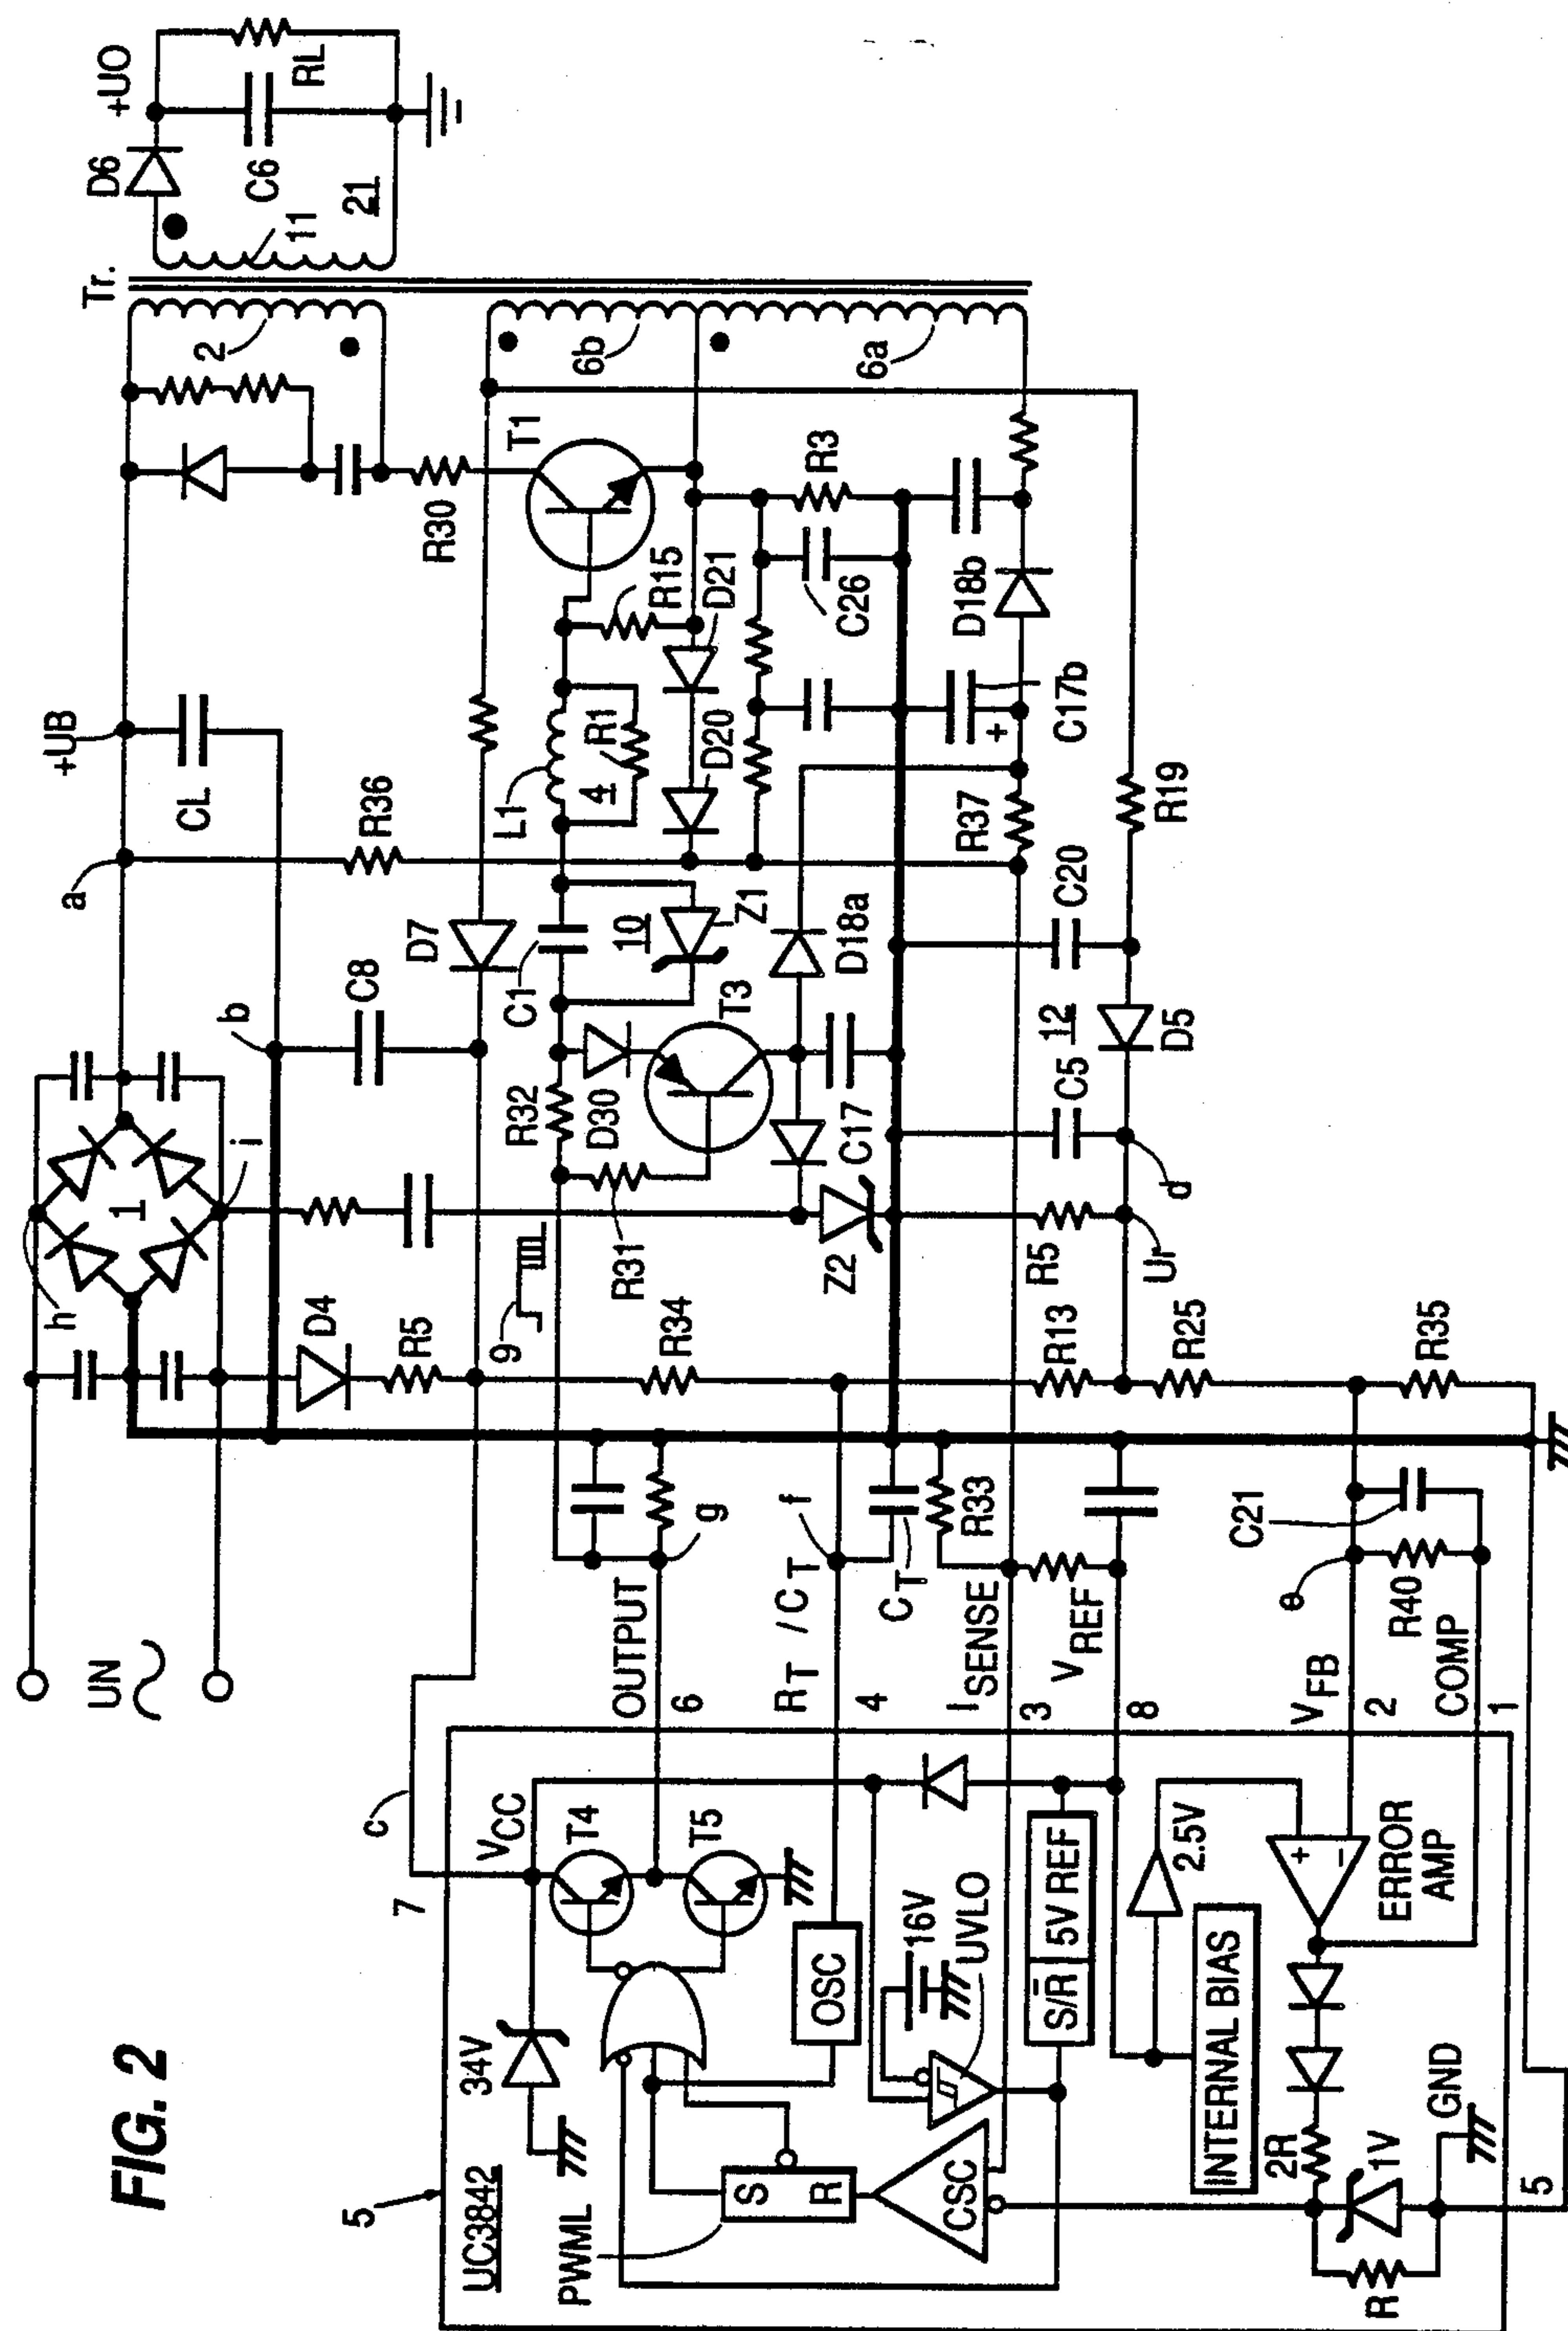 FIG. 2
UN
h
1
i
b
a
+UB
CL
Tr.
2
D6
+UO
C6
RL
11
21
D4
R5
C8
D7
R36
R30
T1
6b
6a
c
7
9
R32
D30
R31
C1
10
Z1
T3
L1
4
R1
R15
D21
D20
R34
Z2
C17
D18a
R37
C26
R3
D18b
C17b
+
R5
Ur
d
C5
12
D5
C20
R19
R13
R25
R35
5
UC3842
34V
VCC
T4
T5
OUTPUT
6
g
RT /CT
4
f
CT
R33
ISENSE
3
VREF
8
VFB
2
e
R40
C21
COMP
1
PWML
S
R
OSC
CSC
16V
UVLO
S/R
5V REF
2.5V
INTERNAL BIAS
+
-
ERROR
AMP
2R
1V
R
GND
5